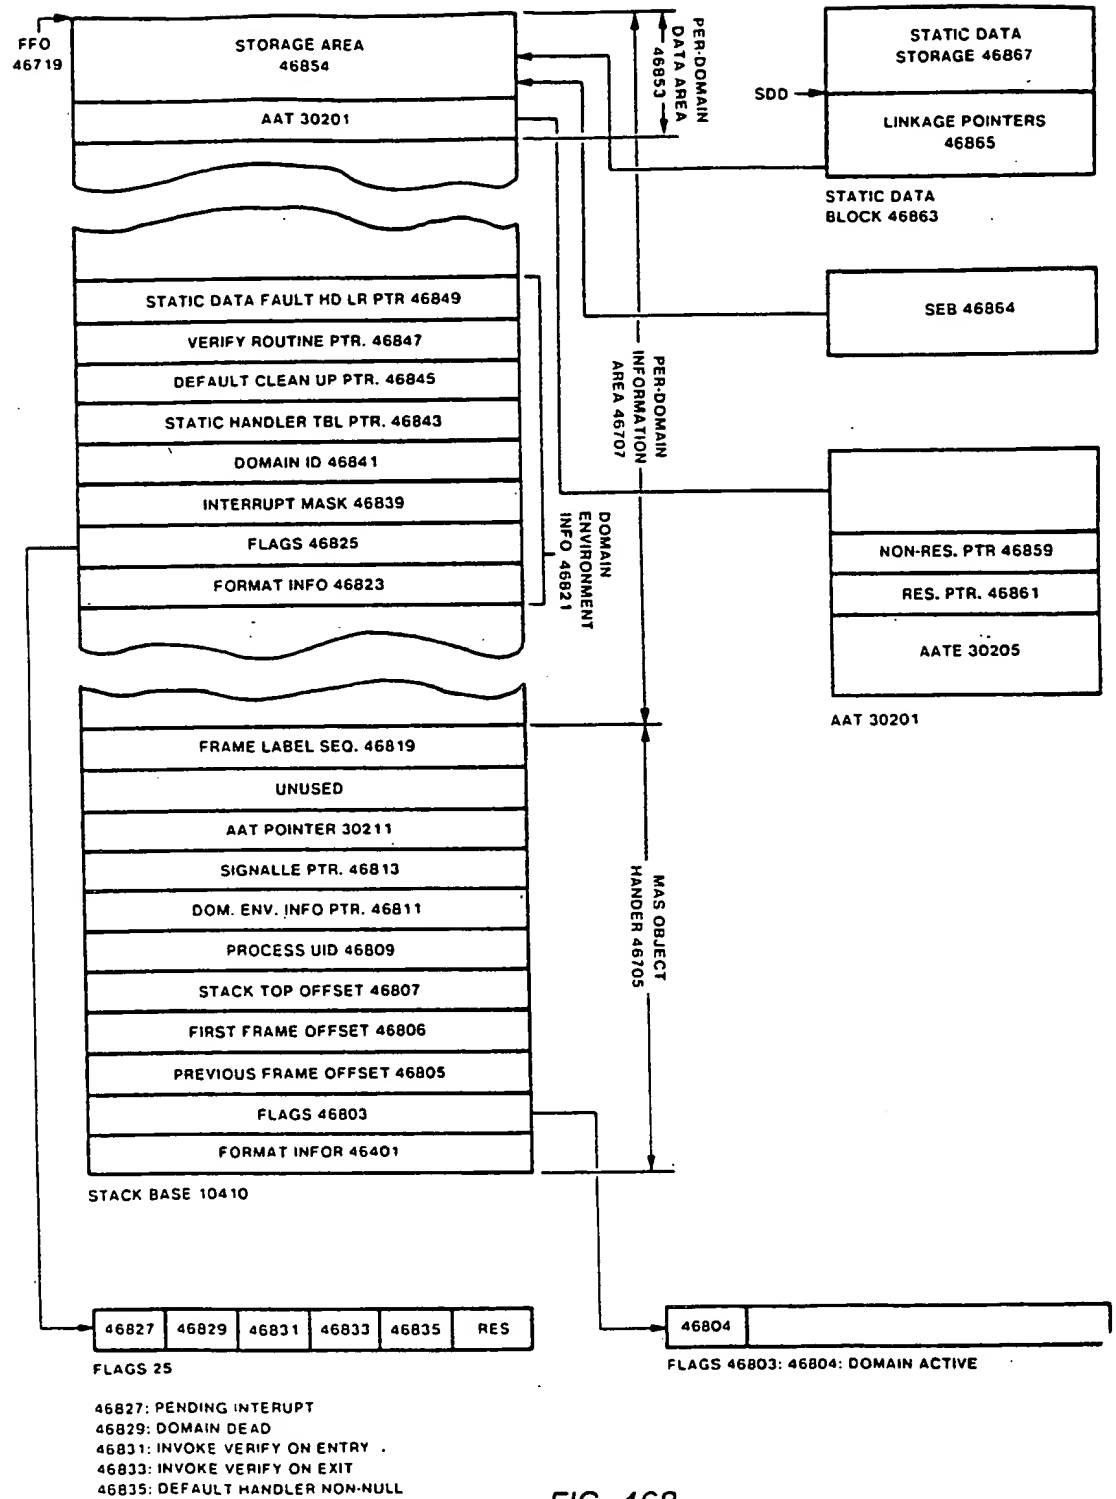 FFO
46719
STORAGE AREA
46854
AAT 30201
PER-DOMAIN
DATA AREA
46853
SDD
STATIC DATA
STORAGE 46867
LINKAGE POINTERS
46865
STATIC DATA
BLOCK 46863
STATIC DATA FAULT HD LR PTR 46849
VERIFY ROUTINE PTR. 46847
DEFAULT CLEAN UP PTR. 46845
STATIC HANDLER TBL PTR. 46843
DOMAIN ID 46841
INTERRUPT MASK 46839
FLAGS 46825
FORMAT INFO 46823
DOMAIN
ENVIRONMENT
INFO 46821
PER-DOMAIN
INFORMATION
AREA 46707
SEB 46864
NON-RES. PTR 46859
RES. PTR. 46861
AATE 30205
AAT 30201
FRAME LABEL SEQ. 46819
UNUSED
AAT POINTER 30211
SIGNALLE PTR. 46813
DOM. ENV. INFO PTR. 46811
PROCESS UID 46809
STACK TOP OFFSET 46807
FIRST FRAME OFFSET 46806
PREVIOUS FRAME OFFSET 46805
FLAGS 46803
FORMAT INFOR 46401
MAS OBJECT
HANDER 46705
STACK BASE 10410
46827 46829 46831 46833 46835 RES
FLAGS 25
46804
FLAGS 46803: 46804: DOMAIN ACTIVE
46827: PENDING INTERUPT
46829: DOMAIN DEAD
46831: INVOKE VERIFY ON ENTRY
46833: INVOKE VERIFY ON EXIT
46835: DEFAULT HANDLER NON-NULL
FIG. 468